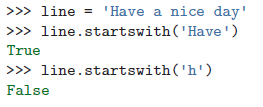 >>> line = 'Have a nice day'
>>> line.startswith('Have')
True
>>> line.startswith('h')
False